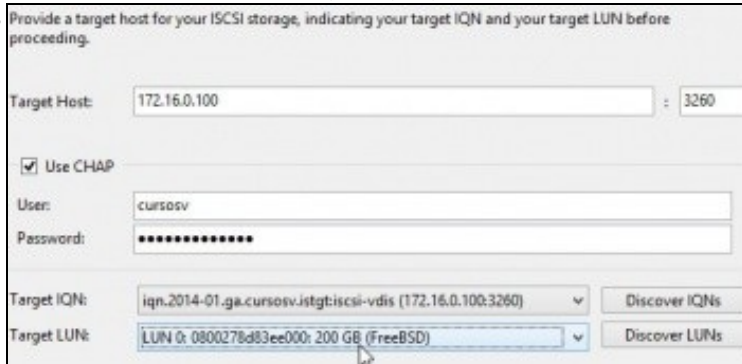 Provide a target host for your ISCSI storage, indicating your target IQN and your target LUN before
proceeding.
Target Host: 172.16.0.100 : 3260
Use CHAP
User: cursosv
Password: •••••••••••••
Target IQN: iqn.2014-01.ga.cursosv.istgt:iscsi-vdis (172.16.0.100:3260) Discover IQNs
Target LUN: LUN 0: 0800278d83ee000: 200 GB (FreeBSD) Discover LUNs